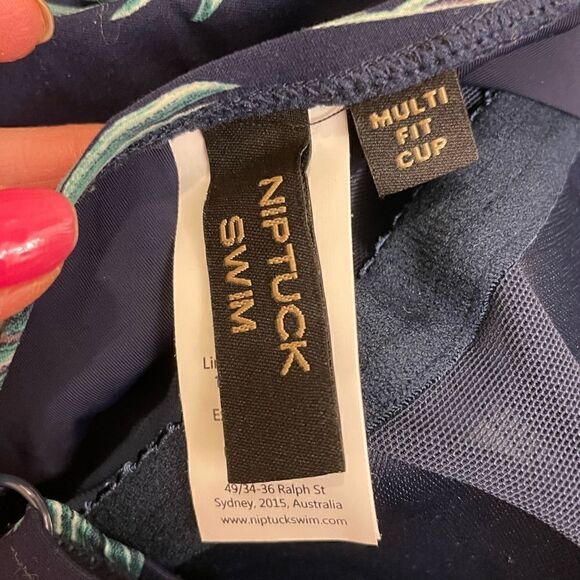 MULTI
FIT
CUP
NIPTUCK
SWIM
49/34-36 Ralph St
Sydney, 2015, Australia
www.niptuckswim.com